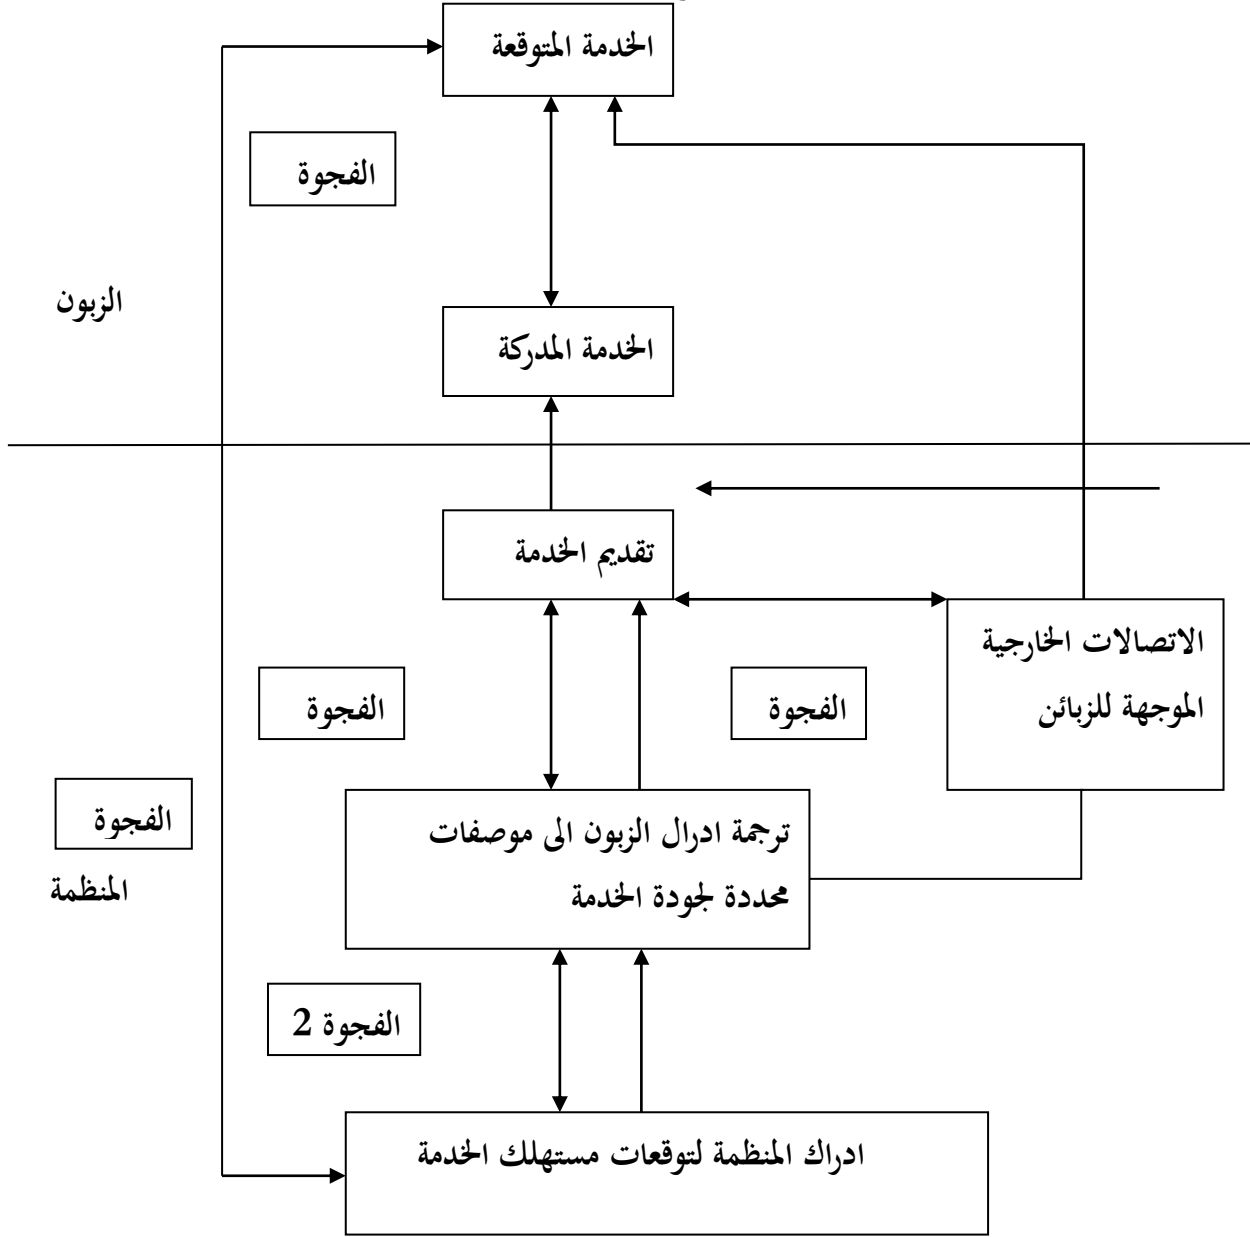 الخدمة المتوقعة
الفجوة
الزبون
الخدمة المدركة
تقديم الخدمة
الاتصالات الخارجية
الموجهة للزبائن
الفجوة
الفجوة
الفجوة
ترجمة ادرال الزبون الى موصفات
محددة لجودة الخدمة
المنظمة
الفجوة 2
ادراك المنظمة لتوقعات مستهلك الخدمة